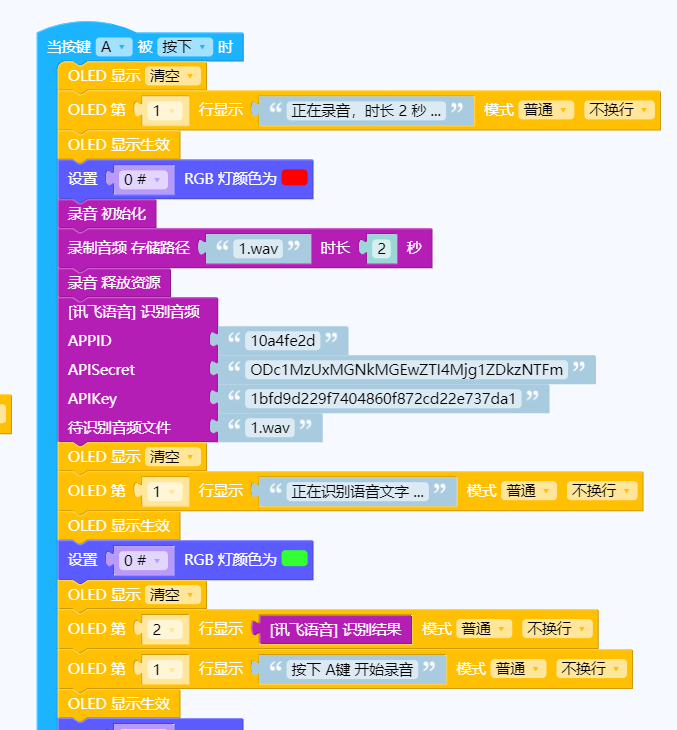 当按键 A 被 按下 时
OLED 显示 清空
OLED 第 1 行显示 “ 正在录音，时长 2 秒 ... ” 模式 普通 不换行
OLED 显示生效
设置 0 # RGB 灯颜色为
录音 初始化
录制音频 存储路径 “ 1.wav ” 时长 2 秒
录音 释放资源
[讯飞语音] 识别音频
APPID “ 10a4fe2d ”
APISecret “ ODc1MzUxMGNkMGEwZTI4Mjg1ZDkzNTFm ”
APIKey “ 1bfd9d229f7404860f872cd22e737da1 ”
待识别音频文件 “ 1.wav ”
OLED 显示 清空
OLED 第 1 行显示 “ 正在识别语音文字 ... ” 模式 普通 不换行
OLED 显示生效
设置 0 # RGB 灯颜色为
OLED 显示 清空
OLED 第 2 行显示 [讯飞语音] 识别结果 模式 普通 不换行
OLED 第 1 行显示 “ 按下 A键 开始录音 ” 模式 普通 不换行
OLED 显示生效